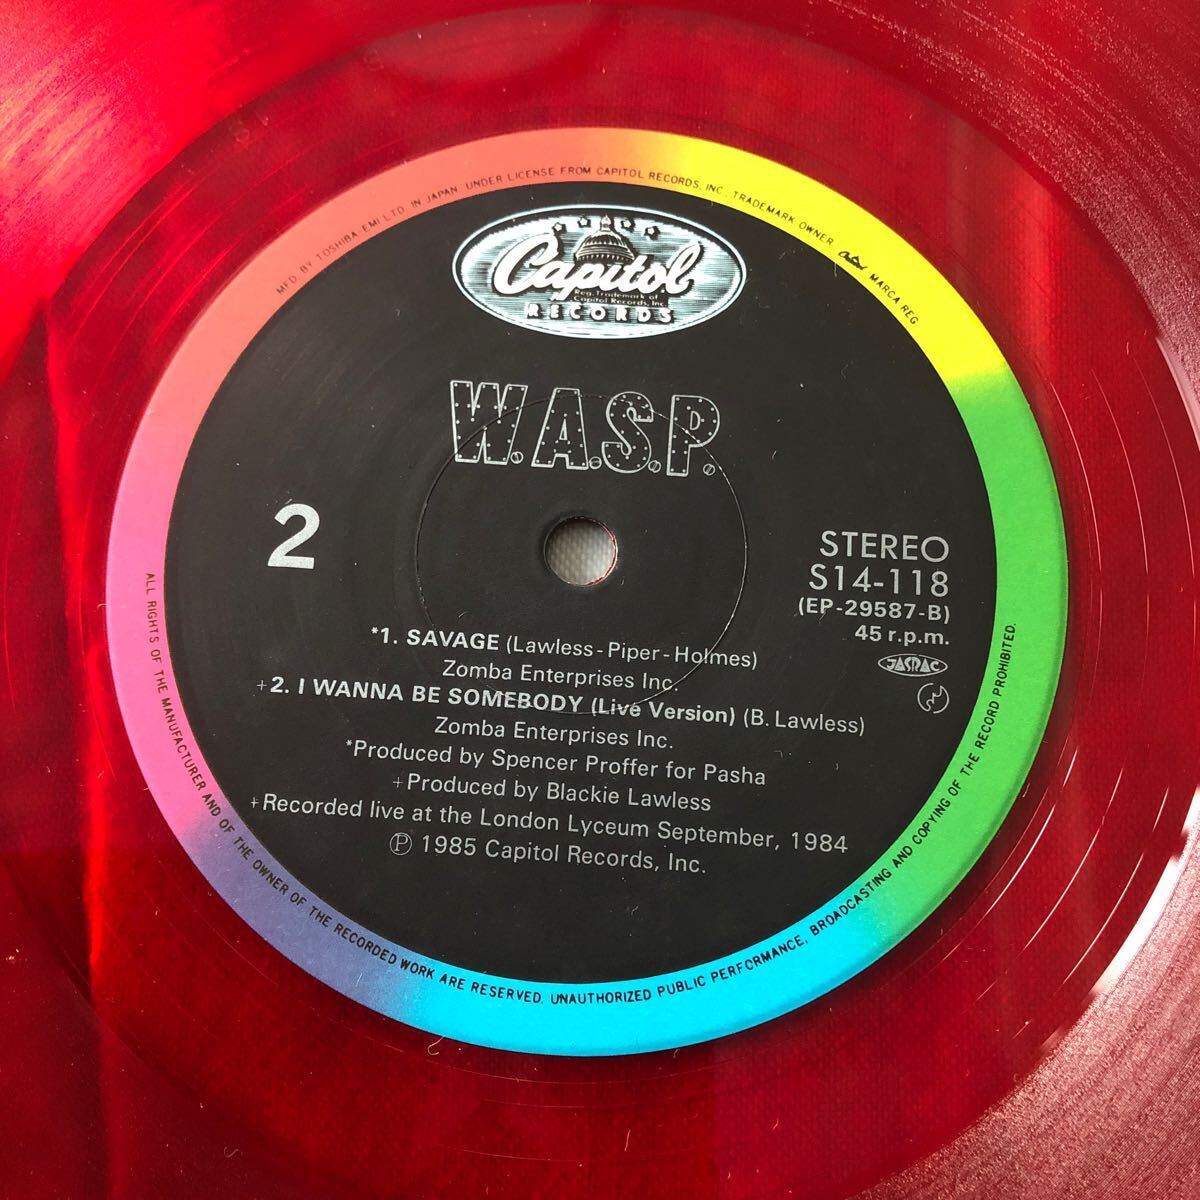 MFD. BY TOSHIBA EMI LTD. IN JAPAN. UNDER LICENSE FROM CAPITOL RECORDS, INC., TRADEMARK OWNER Capitol MARCA REG
Capitol
Reg. Trademark of
Capitol Records, Inc.
RECORDS
W.A.S.P.
2
STEREO
S14-118
(EP-29587-B)
45 r.p.m.
JASRAC
*1. SAVAGE (Lawless-Piper-Holmes)
Zomba Enterprises Inc.
+2. I WANNA BE SOMEBODY (Live Version) (B. Lawless)
Zomba Enterprises Inc.
*Produced by Spencer Proffer for Pasha
+Produced by Blackie Lawless
+Recorded live at the London Lyceum September, 1984
Ⓟ 1985 Capitol Records, Inc.
ALL RIGHTS OF THE MANUFACTURER AND OF THE OWNER OF THE RECORDED WORK ARE RESERVED. UNAUTHORIZED PUBLIC PERFORMANCE, BROADCASTING AND COPYING OF THE RECORD PROHIBITED.